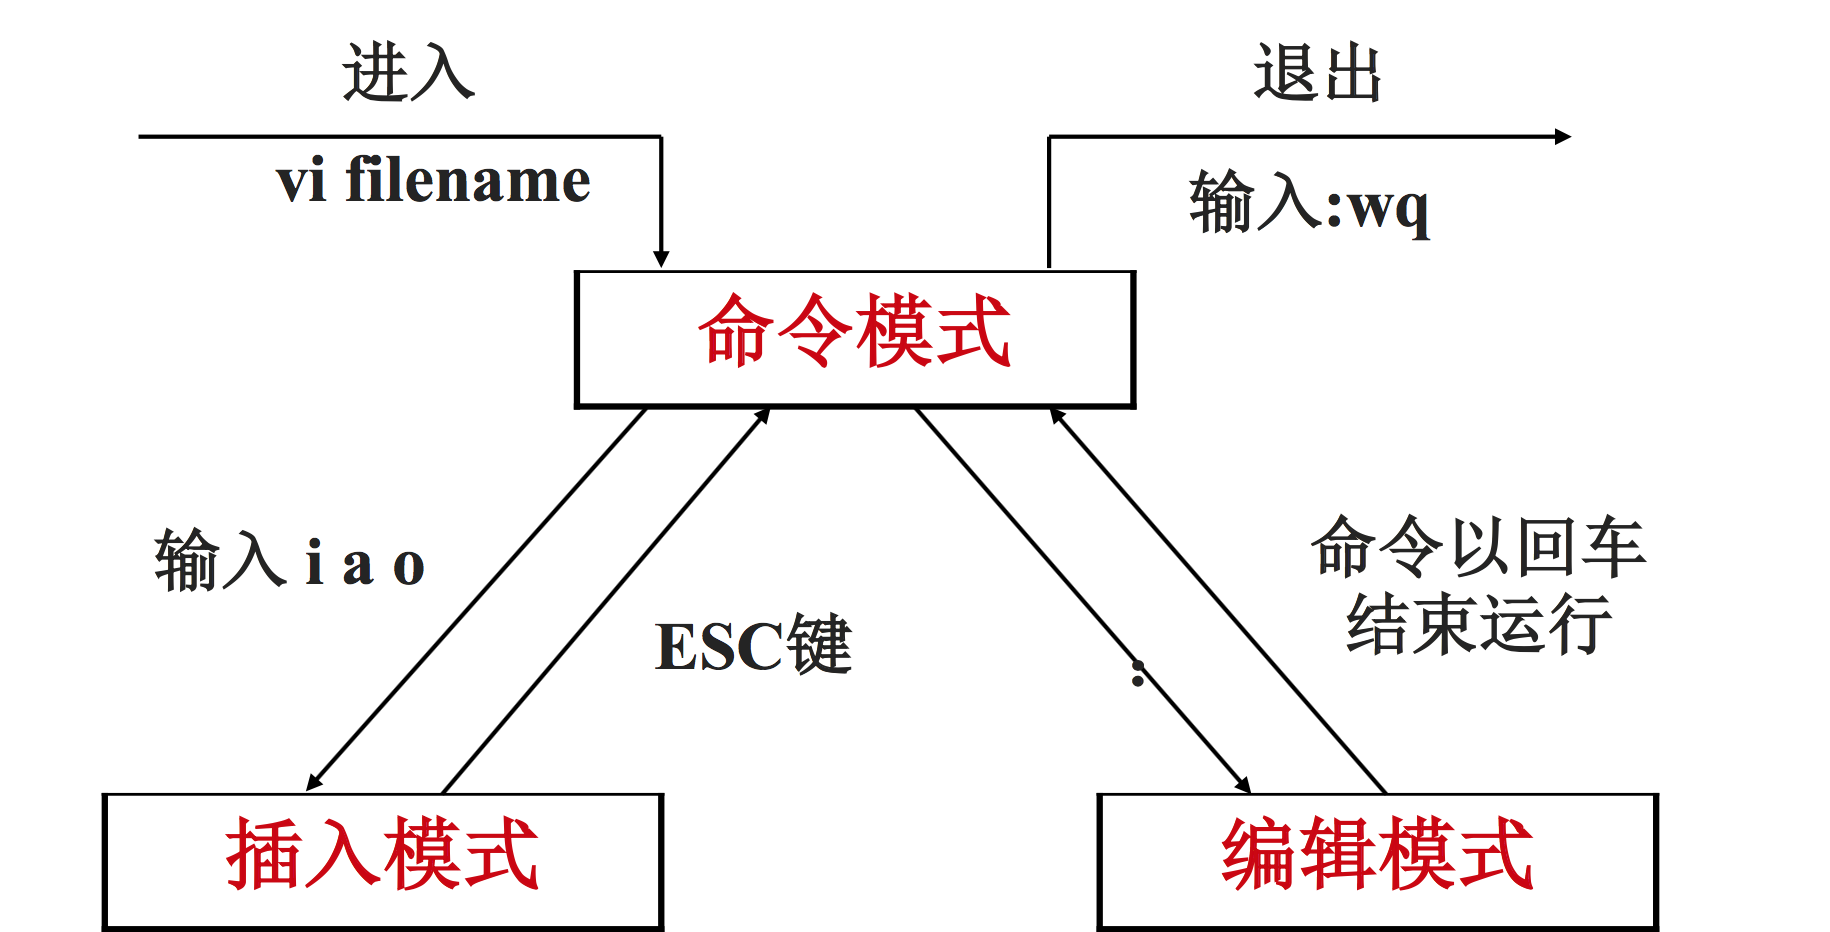 进入
vi filename
退出
输入:wq
命令模式
输入 i a o
ESC键
:
命令以回车
结束运行
插入模式
编辑模式